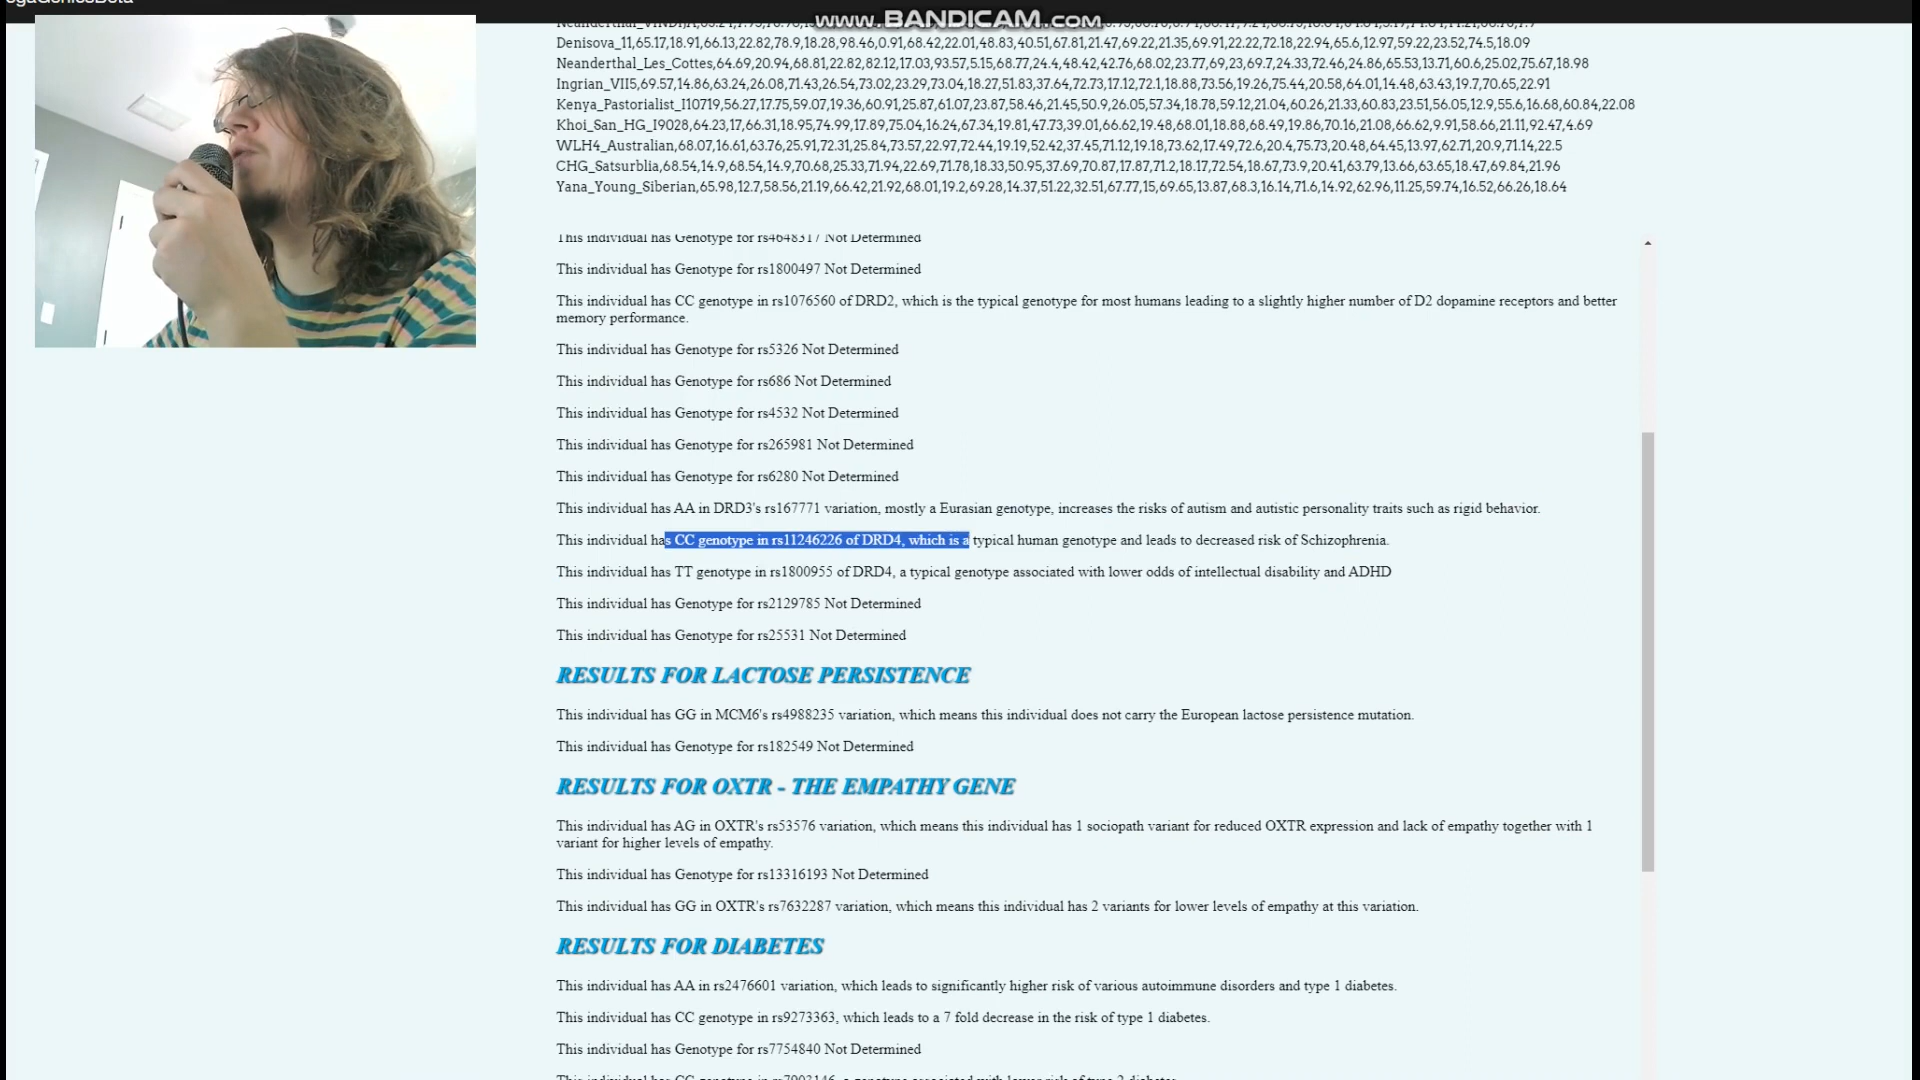 www.BANDICAM.com
Denisova_11,65.17,18.91,66.13,22.82,78.9,18.28,98.46,0.91,68.42,22.01,48.83,40.51,67.81,21.47,69.22,21.35,69.91,22.22,72.18,22.94,65.6,12.97,59.22,23.52,74.5,18.09
Neanderthal_Les_Cottes,64.69,20.94,68.81,22.82,82.12,17.03,93.57,5.15,68.77,24.4,48.42,42.76,68.02,23.77,69,23,69.7,24.33,72.46,24.86,65.53,13.71,60.6,25.02,75.67,18.98
Ingrian_VII5,69.57,14.86,63.24,26.08,71.43,26.54,73.02,23.29,73.04,18.27,51.83,37.64,72.73,17.12,72.1,18.88,73.56,19.26,75.44,20.58,64.01,14.48,63.43,19.7,70.65,22.91
Kenya_Pastorialist_I10719,56.27,17.75,59.07,19.36,60.91,25.87,61.07,23.87,58.46,21.45,50.9,26.05,57.34,18.78,59.12,21.04,60.26,21.33,60.83,23.51,56.05,12.9,55.6,16.68,60.84,22.08
Khoi_San_HG_I9028,64.23,17,66.31,18.95,74.99,17.89,75.04,16.24,67.34,19.81,47.73,39.01,66.62,19.48,68.01,18.88,68.49,19.86,70.16,21.08,66.62,9.91,58.66,21.11,92.47,4.69
WLH4_Australian,68.07,16.61,63.76,25.91,72.31,25.84,73.57,22.97,72.44,19.19,52.42,37.45,71.12,19.18,73.62,17.49,72.6,20.4,75.73,20.48,64.45,13.97,62.71,20.9,71.14,22.5
CHG_Satsurblia,68.54,14.9,68.54,14.9,70.68,25.33,71.94,22.69,71.78,18.33,50.95,37.69,70.87,17.87,71.2,18.17,72.54,18.67,73.9,20.41,63.79,13.66,63.65,18.47,69.84,21.96
Yana_Young_Siberian,65.98,12.7,58.56,21.19,66.42,21.92,68.01,19.2,69.28,14.37,51.22,32.51,67.77,15,69.65,13.87,68.3,16.14,71.6,14.92,62.96,11.25,59.74,16.52,66.26,18.64
This individual has Genotype for rs4648317 Not Determined
This individual has Genotype for rs1800497 Not Determined
This individual has CC genotype in rs1076560 of DRD2, which is the typical genotype for most humans leading to a slightly higher number of D2 dopamine receptors and better
memory performance.
This individual has Genotype for rs5326 Not Determined
This individual has Genotype for rs686 Not Determined
This individual has Genotype for rs4532 Not Determined
This individual has Genotype for rs265981 Not Determined
This individual has Genotype for rs6280 Not Determined
This individual has AA in DRD3's rs167771 variation, mostly a Eurasian genotype, increases the risks of autism and autistic personality traits such as rigid behavior.
This individual has CC genotype in rs11246226 of DRD4, which is a typical human genotype and leads to decreased risk of Schizophrenia.
This individual has TT genotype in rs1800955 of DRD4, a typical genotype associated with lower odds of intellectual disability and ADHD
This individual has Genotype for rs2129785 Not Determined
This individual has Genotype for rs25531 Not Determined
RESULTS FOR LACTOSE PERSISTENCE
This individual has GG in MCM6's rs4988235 variation, which means this individual does not carry the European lactose persistence mutation.
This individual has Genotype for rs182549 Not Determined
RESULTS FOR OXTR - THE EMPATHY GENE
This individual has AG in OXTR's rs53576 variation, which means this individual has 1 sociopath variant for reduced OXTR expression and lack of empathy together with 1
variant for higher levels of empathy.
This individual has Genotype for rs13316193 Not Determined
This individual has GG in OXTR's rs7632287 variation, which means this individual has 2 variants for lower levels of empathy at this variation.
RESULTS FOR DIABETES
This individual has AA in rs2476601 variation, which leads to significantly higher risk of various autoimmune disorders and type 1 diabetes.
This individual has CC genotype in rs9273363, which leads to a 7 fold decrease in the risk of type 1 diabetes.
This individual has Genotype for rs7754840 Not Determined